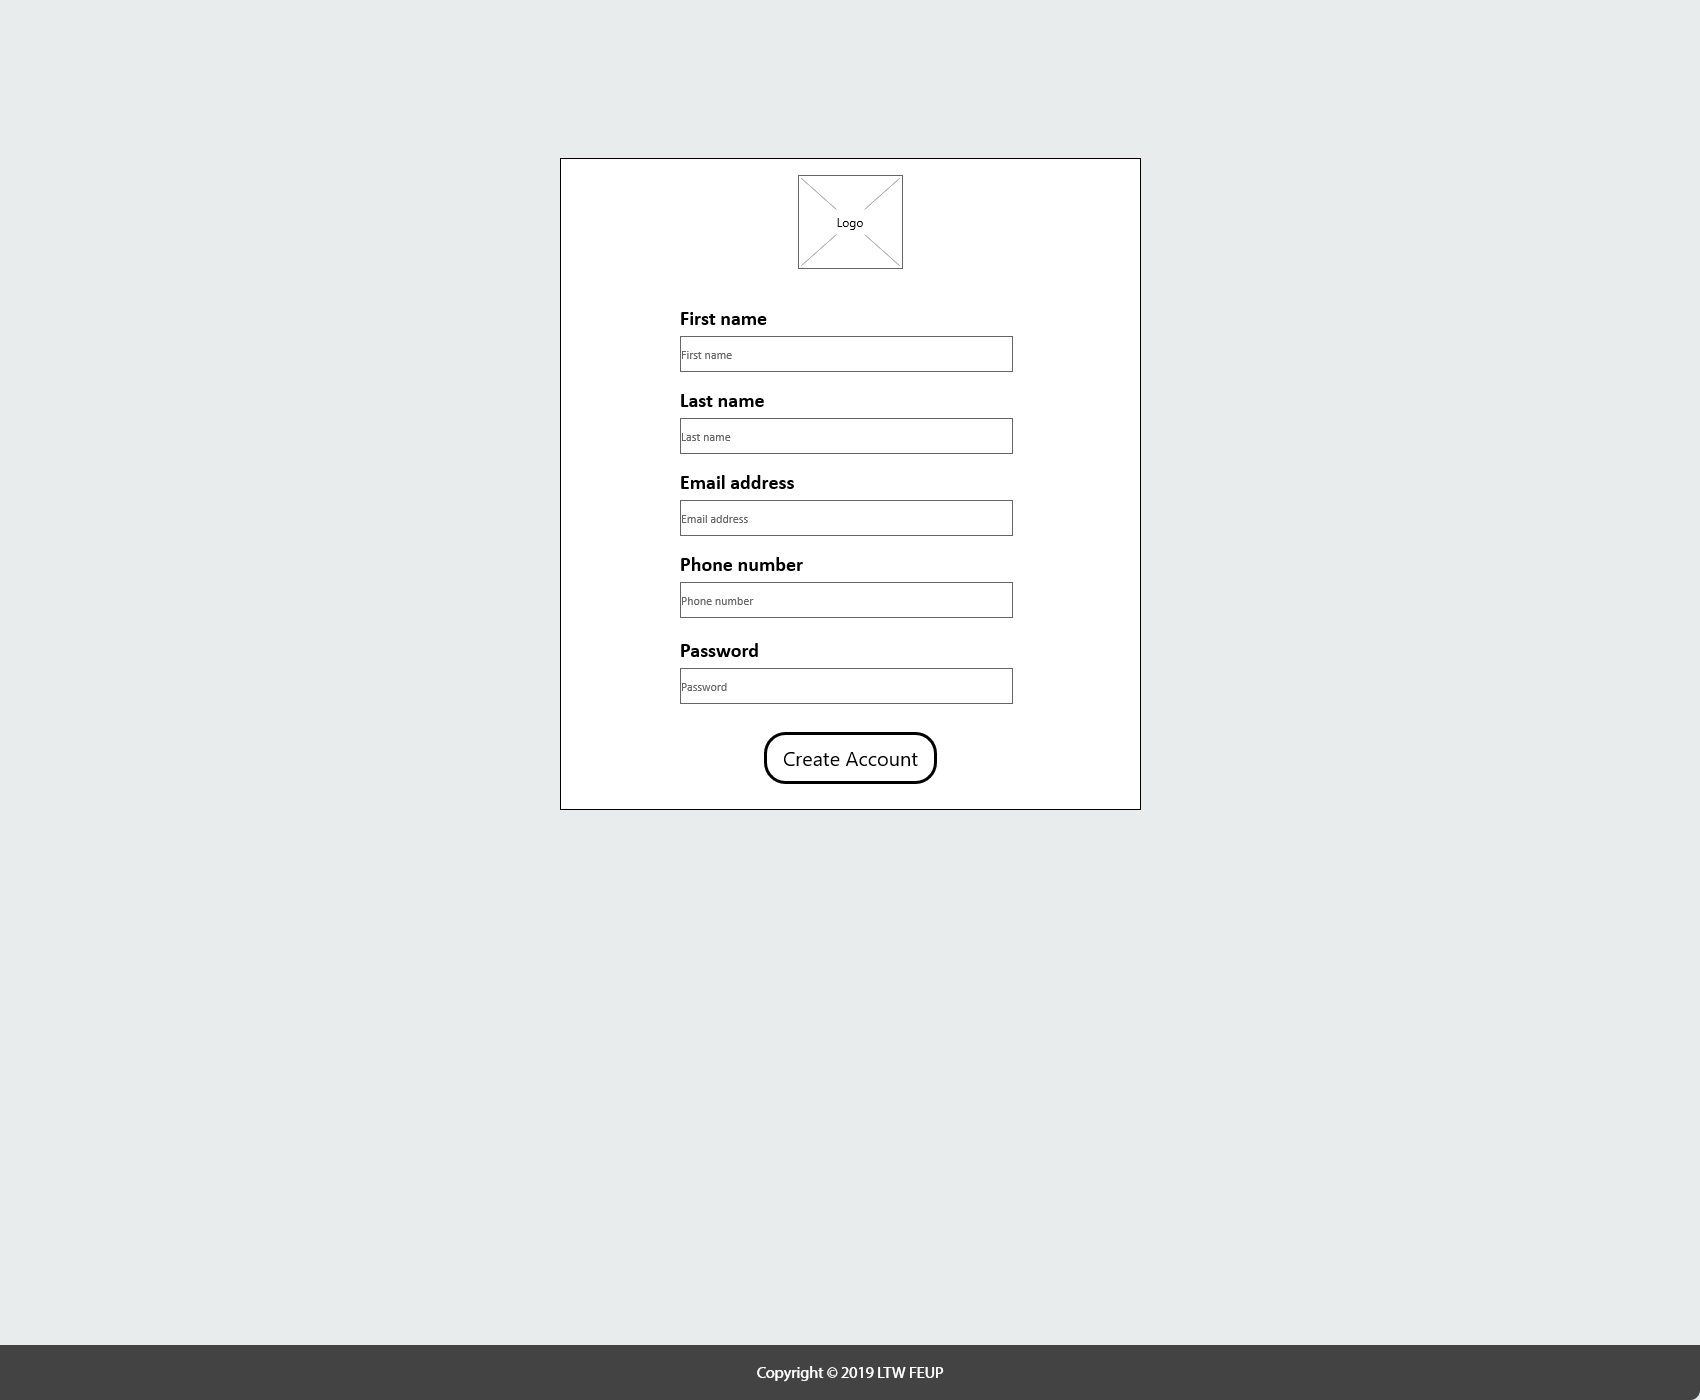 Logo
First name
First name
Last name
Last name
Email address
Email address
Phone number
Phone number
Password
Password
Create Account
Copyright © 2019 LTW FEUP